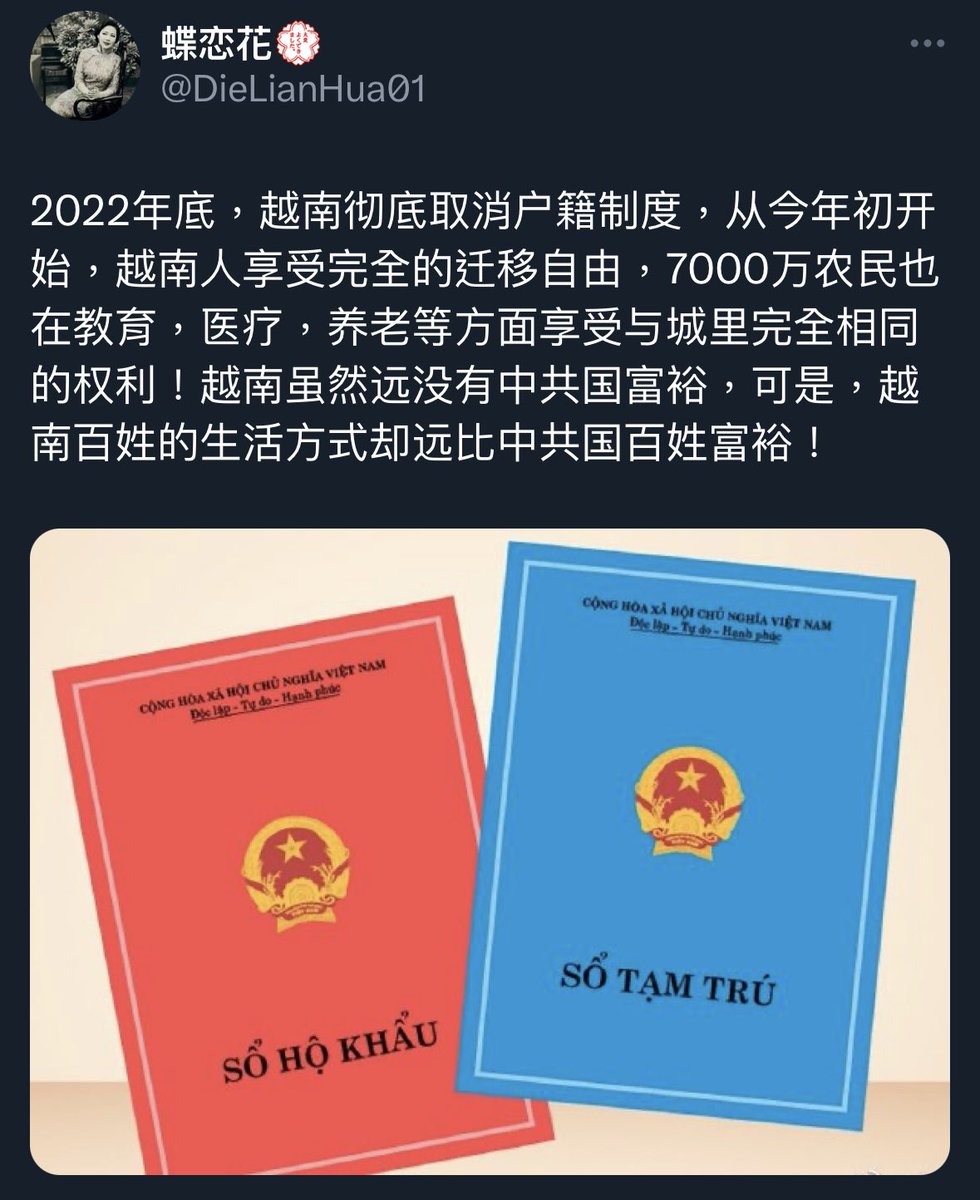 蝶恋花
@DieLianHua01
2022年底，越南彻底取消户籍制度，从今年初开
始，越南人享受完全的迁移自由，7000万农民也
在教育，医疗，养老等方面享受与城里完全相同
的权利！越南虽然远没有中共国富裕，可是，越
南百姓的生活方式却远比中共国百姓富裕！
CỘNG HÒA XÃ HỘI CHỦ NGHĨA VIỆT NAM
Độc lập - Tự do - Hạnh phúc
SỔ HỘ KHẨU
CỘNG HÒA XÃ HỘI CHỦ NGHĨA VIỆT NAM
Độc lập - Tự do - Hạnh phúc
SỔ TẠM TRÚ